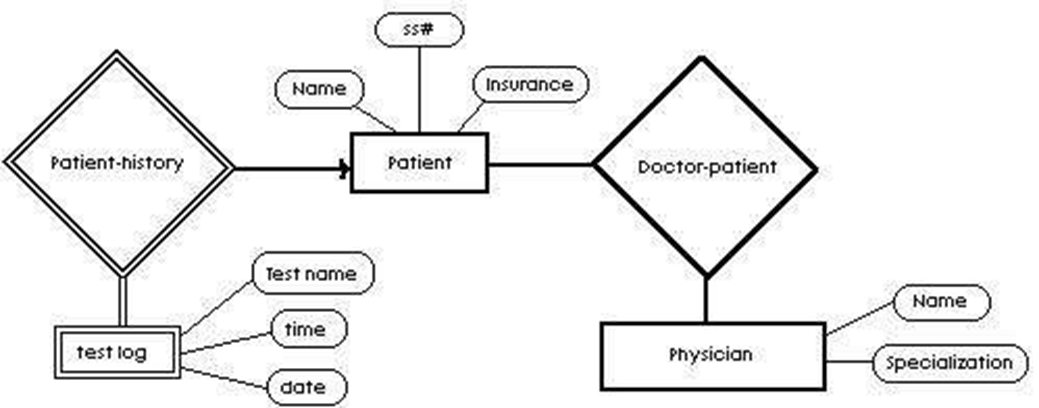 ss#
Name
Insurance
Patient-history
Patient
Doctor-patient
Test name
time
date
test log
Name
Physician
Specialization